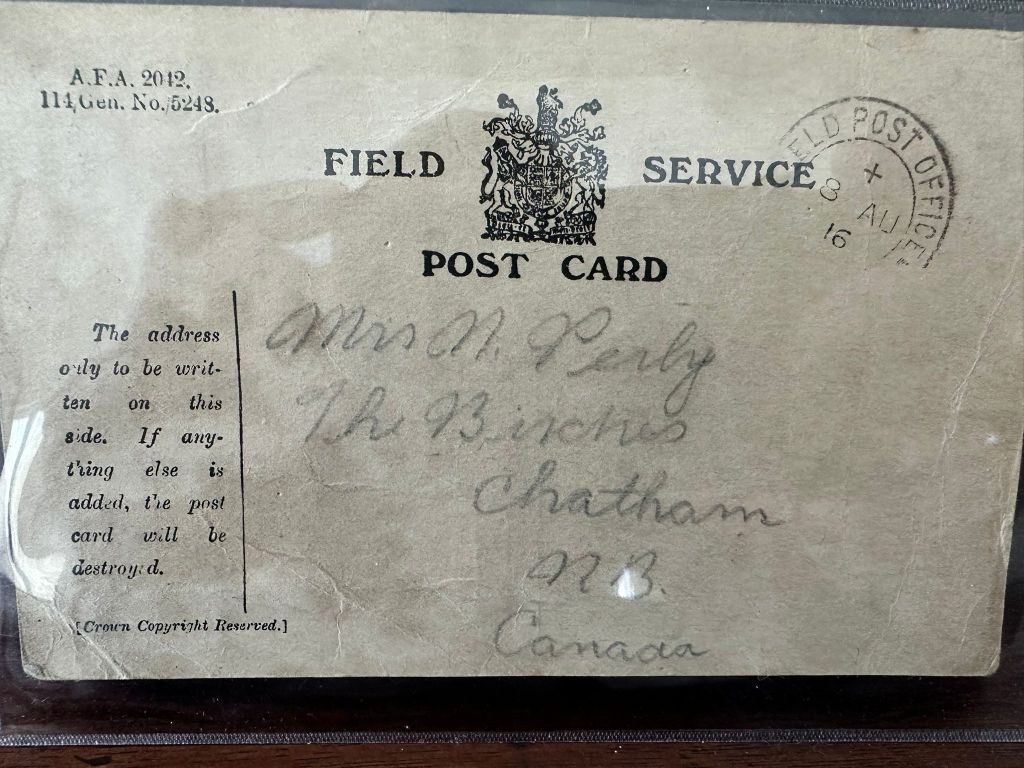 A.F.A. 2042.
114/Gen. No./5248.
FIELD SERVICE
POST CARD
FIELD POST OFFICE
X
8 AU
16
The address
only to be writ-
ten on this
side. If any-
thing else is
added, the post
card will be
destroyed.
[Crown Copyright Reserved.]
Mrs N.
The Birches
Chatham
N.B.
Canada